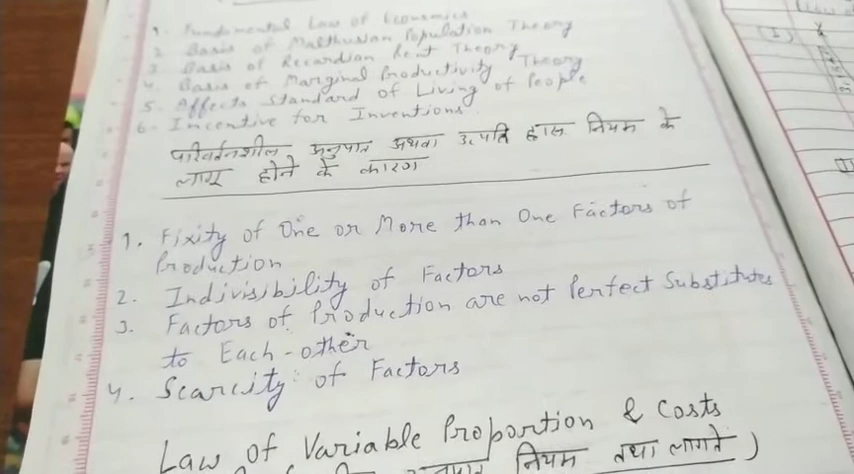 1. Fundamental Law of Economics
2. Basis of Malthusian Population Theory
3. Basis of Recardian Rent Theory
4. Basis of Marginal Productivity Theory
5. Affects Standard of Living of People
6. Incentive for Inventions.
परिवर्तनशील अनुपात अथवा उत्पति ह्रास नियम के
लागू होने के कारण
1. Fixity of One or More than One Factors of
Production
2. Indivisibility of Factors
3. Factors of Production are not Perfect Substitutes
to Each-other
4. Scarcity of Factors
Law of Variable Proportion & Costs
नियम तथा लागतें )